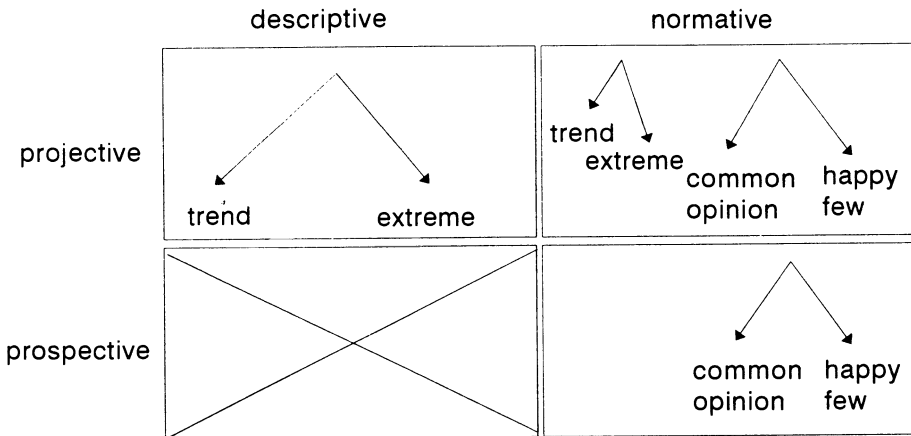 descriptive normative
projective
trend extreme
trend
extreme
common
opinion
happy
few
prospective
common
opinion
happy
few